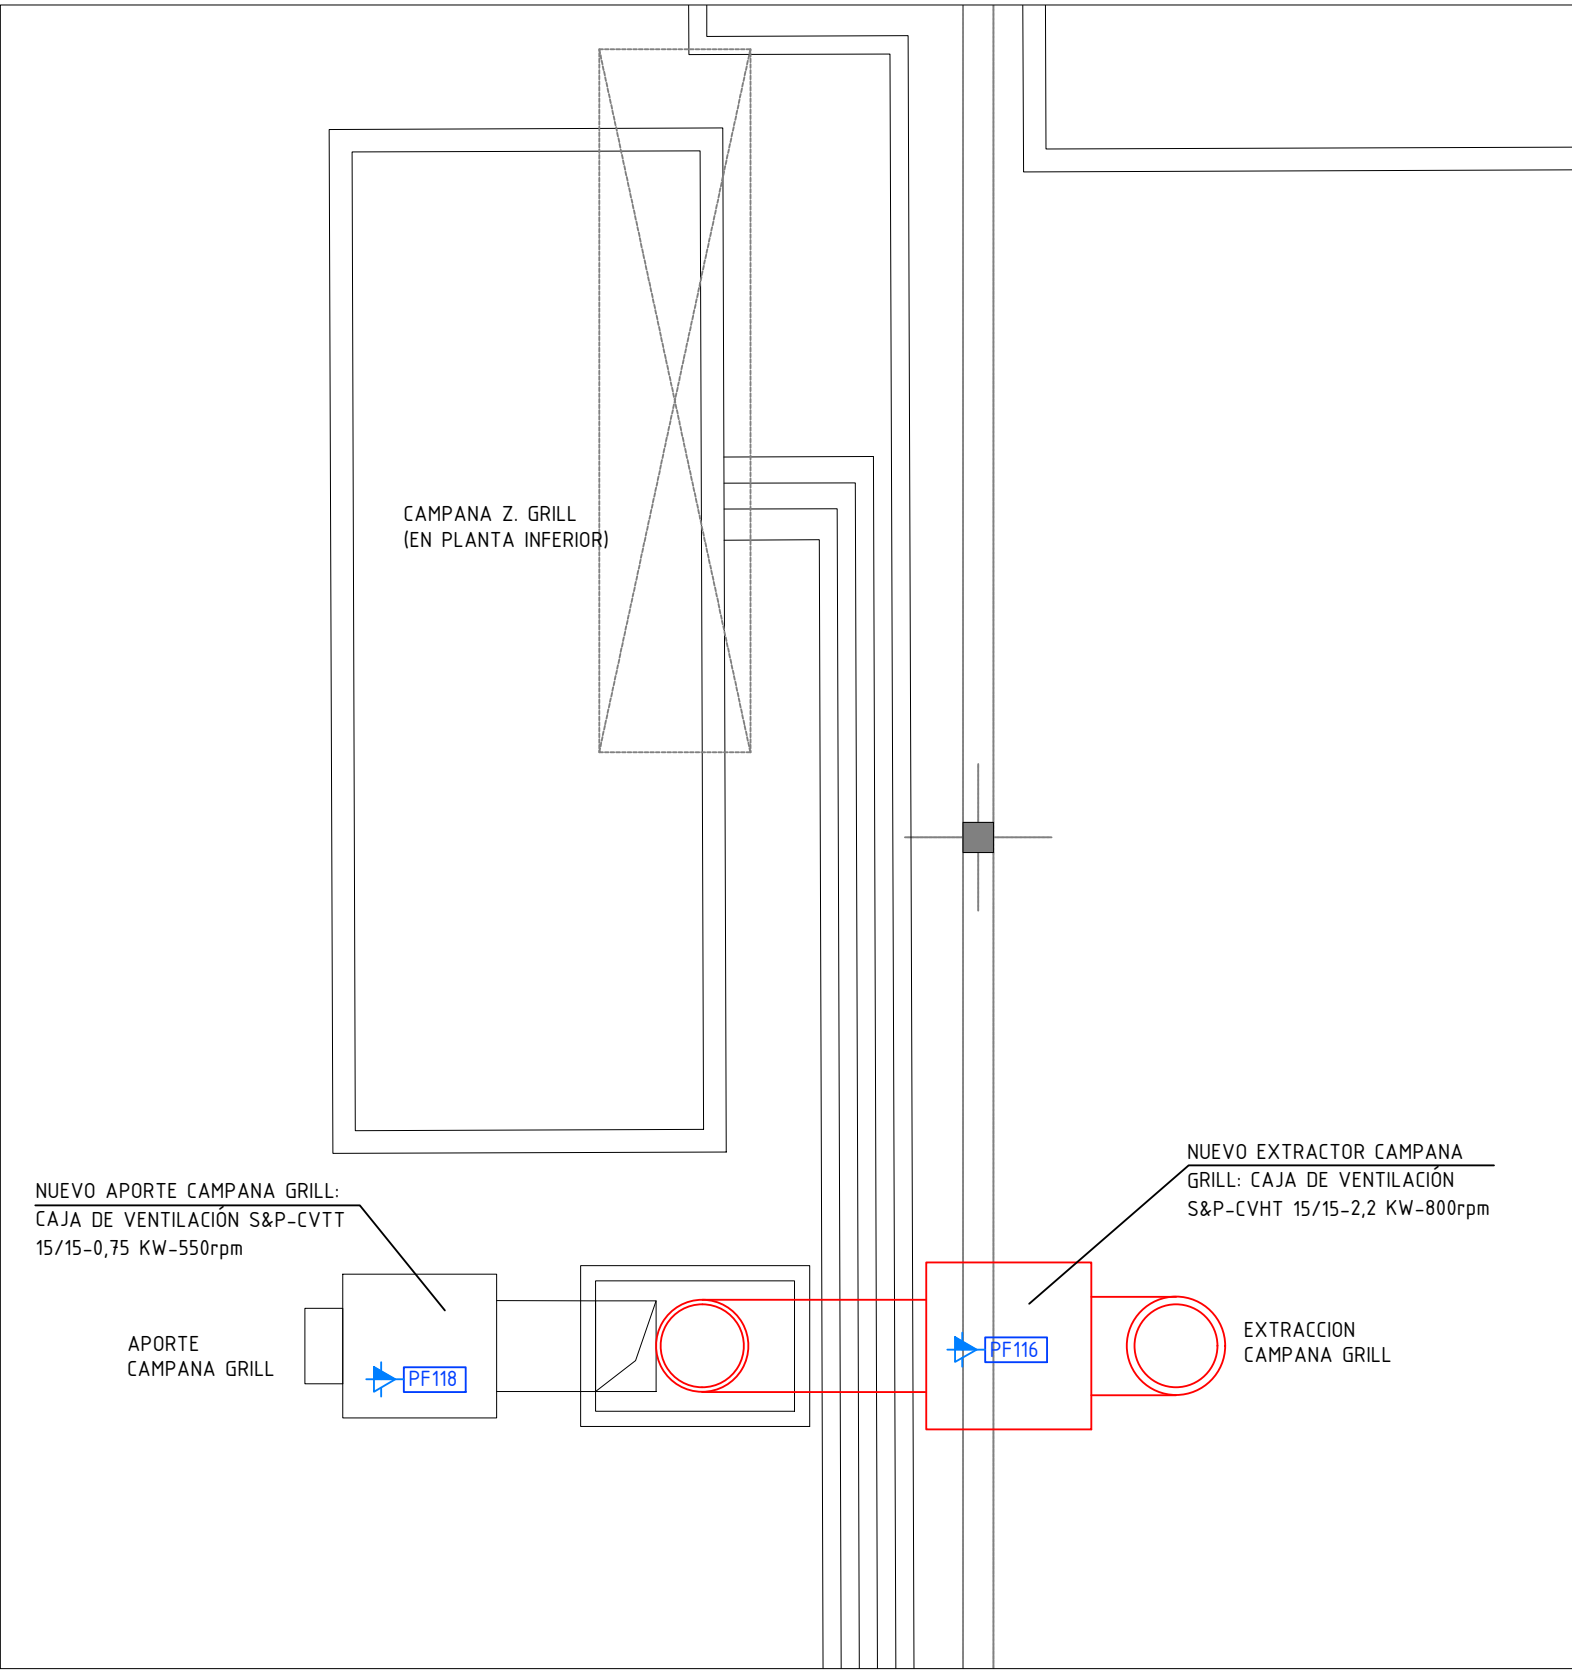 CAMPANA Z. GRILL
(EN PLANTA INFERIOR)
NUEVO EXTRACTOR CAMPANA
GRILL: CAJA DE VENTILACIÓN
S&P-CVHT 15/15-2,2 KW-800rpm
NUEVO APORTE CAMPANA GRILL:
CAJA DE VENTILACIÓN S&P-CVTT
15/15-0,75 KW-550rpm
APORTE
CAMPANA GRILL
PF118
PF116
EXTRACCION
CAMPANA GRILL